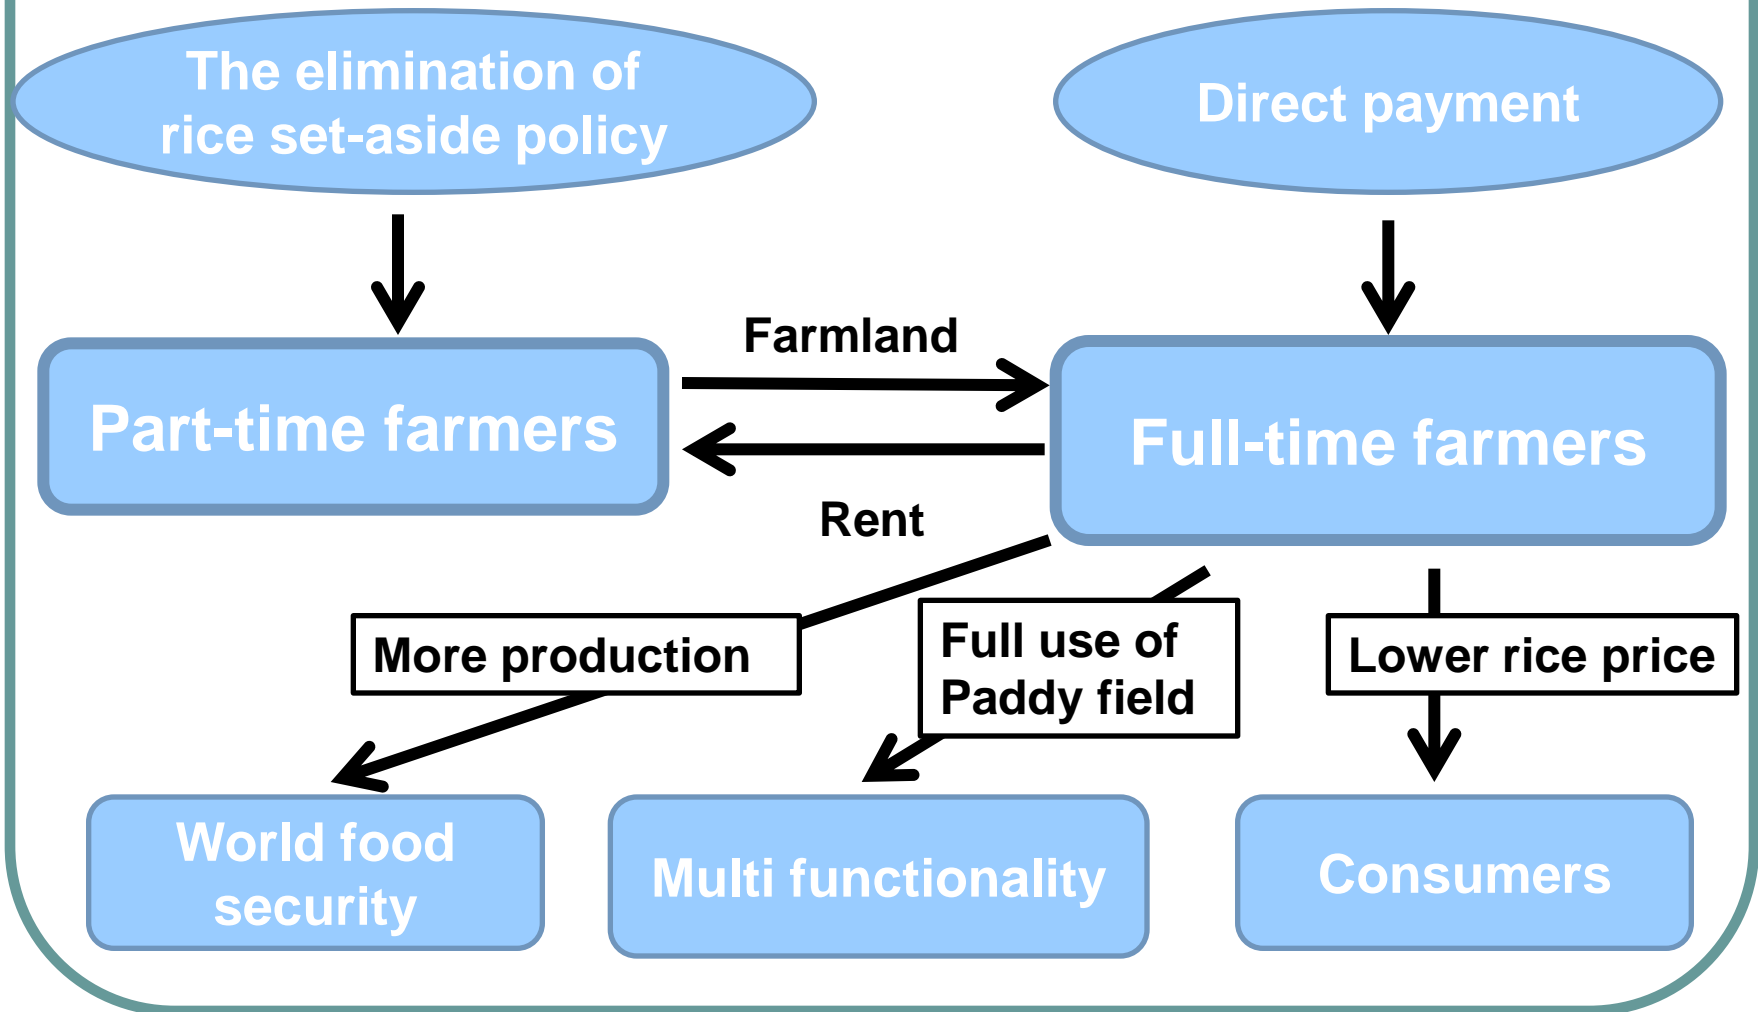 The elimination of
rice set-aside policy
Direct payment
Farmland
Part-time farmers
Full-time farmers
Rent
More production
Full use of
Paddy field
Lower rice price
World food
security
Multi functionality
Consumers